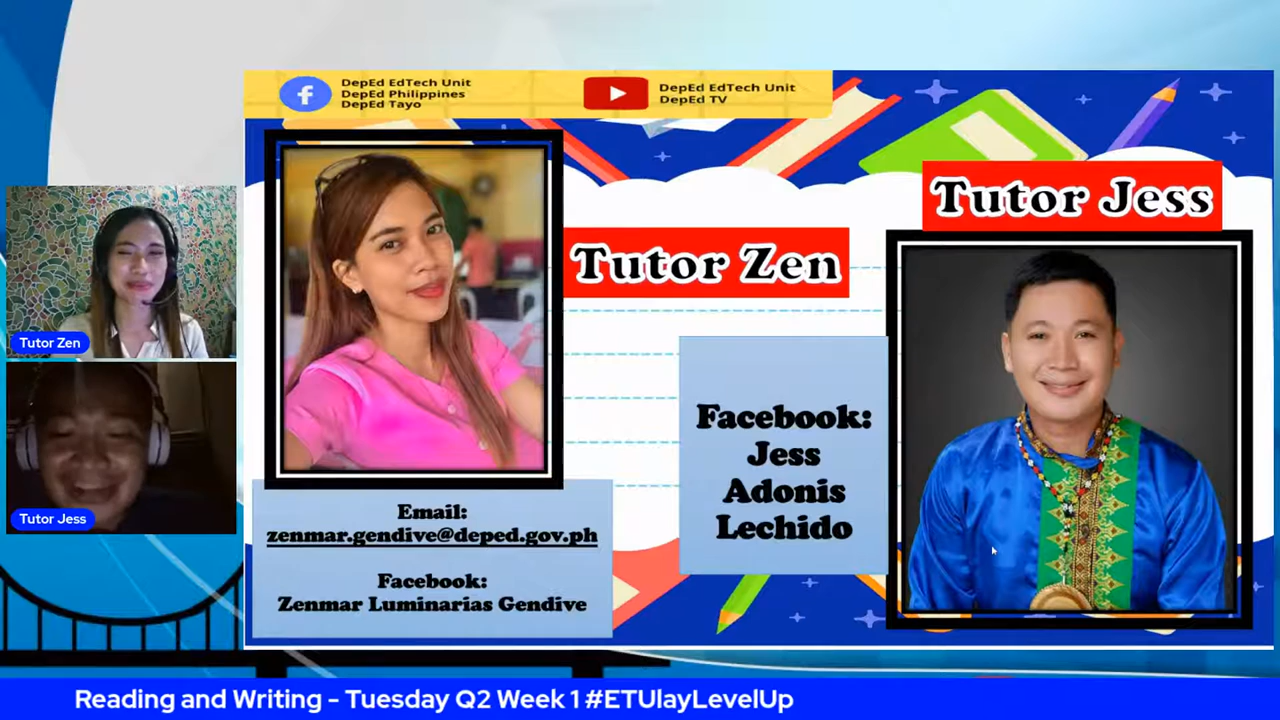 DepEd EdTech Unit
DepEd Philippines
DepEd Tayo
DepEd EdTech Unit
DepEd TV
Tutor Jess
Tutor Zen
Facebook:
Jess
Adonis
Lechido
Email:
zenmar.gendive@deped.gov.ph
Facebook:
Zenmar Luminarias Gendive
Tutor Zen
Tutor Jess
Reading and Writing - Tuesday Q2 Week 1 #ETUlayLevelUp